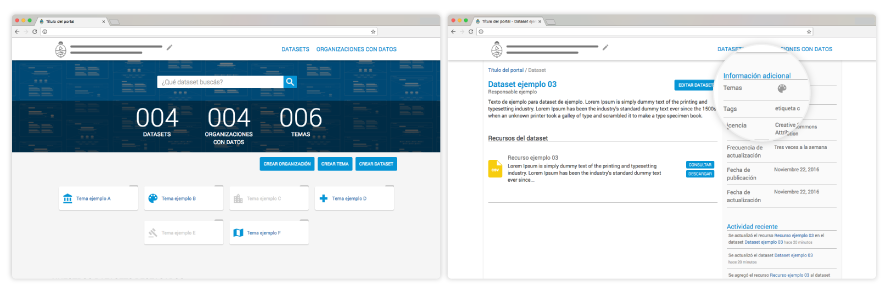 Título del portal
DATASETS ORGANIZACIONES CON DATOS
¿Qué dataset buscás?
004 004 006
DATASETS ORGANIZACIONES CON DATOS TEMAS
CREAR ORGANIZACIÓN CREAR TEMA CREAR DATASET
Tema ejemplo A Tema ejemplo B Tema ejemplo C Tema ejemplo D
Tema ejemplo E Tema ejemplo F
Título del portal - Dataset
DATASETS CIONES CON DATOS
Título del portal / Dataset
Dataset ejemplo 03
EDITAR DATASET
Responsable ejemplo
Texto de ejemplo para dataset de ejemplo. Lorem Ipsum is simply dummy text of the printing and
typesetting industry. Lorem Ipsum has been the industry's standard dummy text ever since the 1500s,
when an unknown printer took a galley of type and scrambled it to make a type specimen book.
Recursos del dataset
Recurso ejemplo 03
Lorem Ipsum is simply dummy text of the printing and typesetting
industry. Lorem Ipsum has been the industry's standard dummy text
ever since...
CONSULTAR
DESCARGAR
Información adicional
Temas
Tags etiqueta c
Licencia Creative Commons
Frecuencia de
actualización
Tres veces a la semana
Fecha de
publicación
Noviembre 22, 2016
Fecha de
actualización
Noviembre 22, 2016
Actividad reciente
Se actualizó el recurso Recurso ejemplo 03 en el
dataset Dataset ejemplo 03 hace 30 minutos
Se actualizó el dataset Dataset ejemplo 03
hace 30 minutos
Se agregó el recurso Recurso ejemplo 03 al dataset